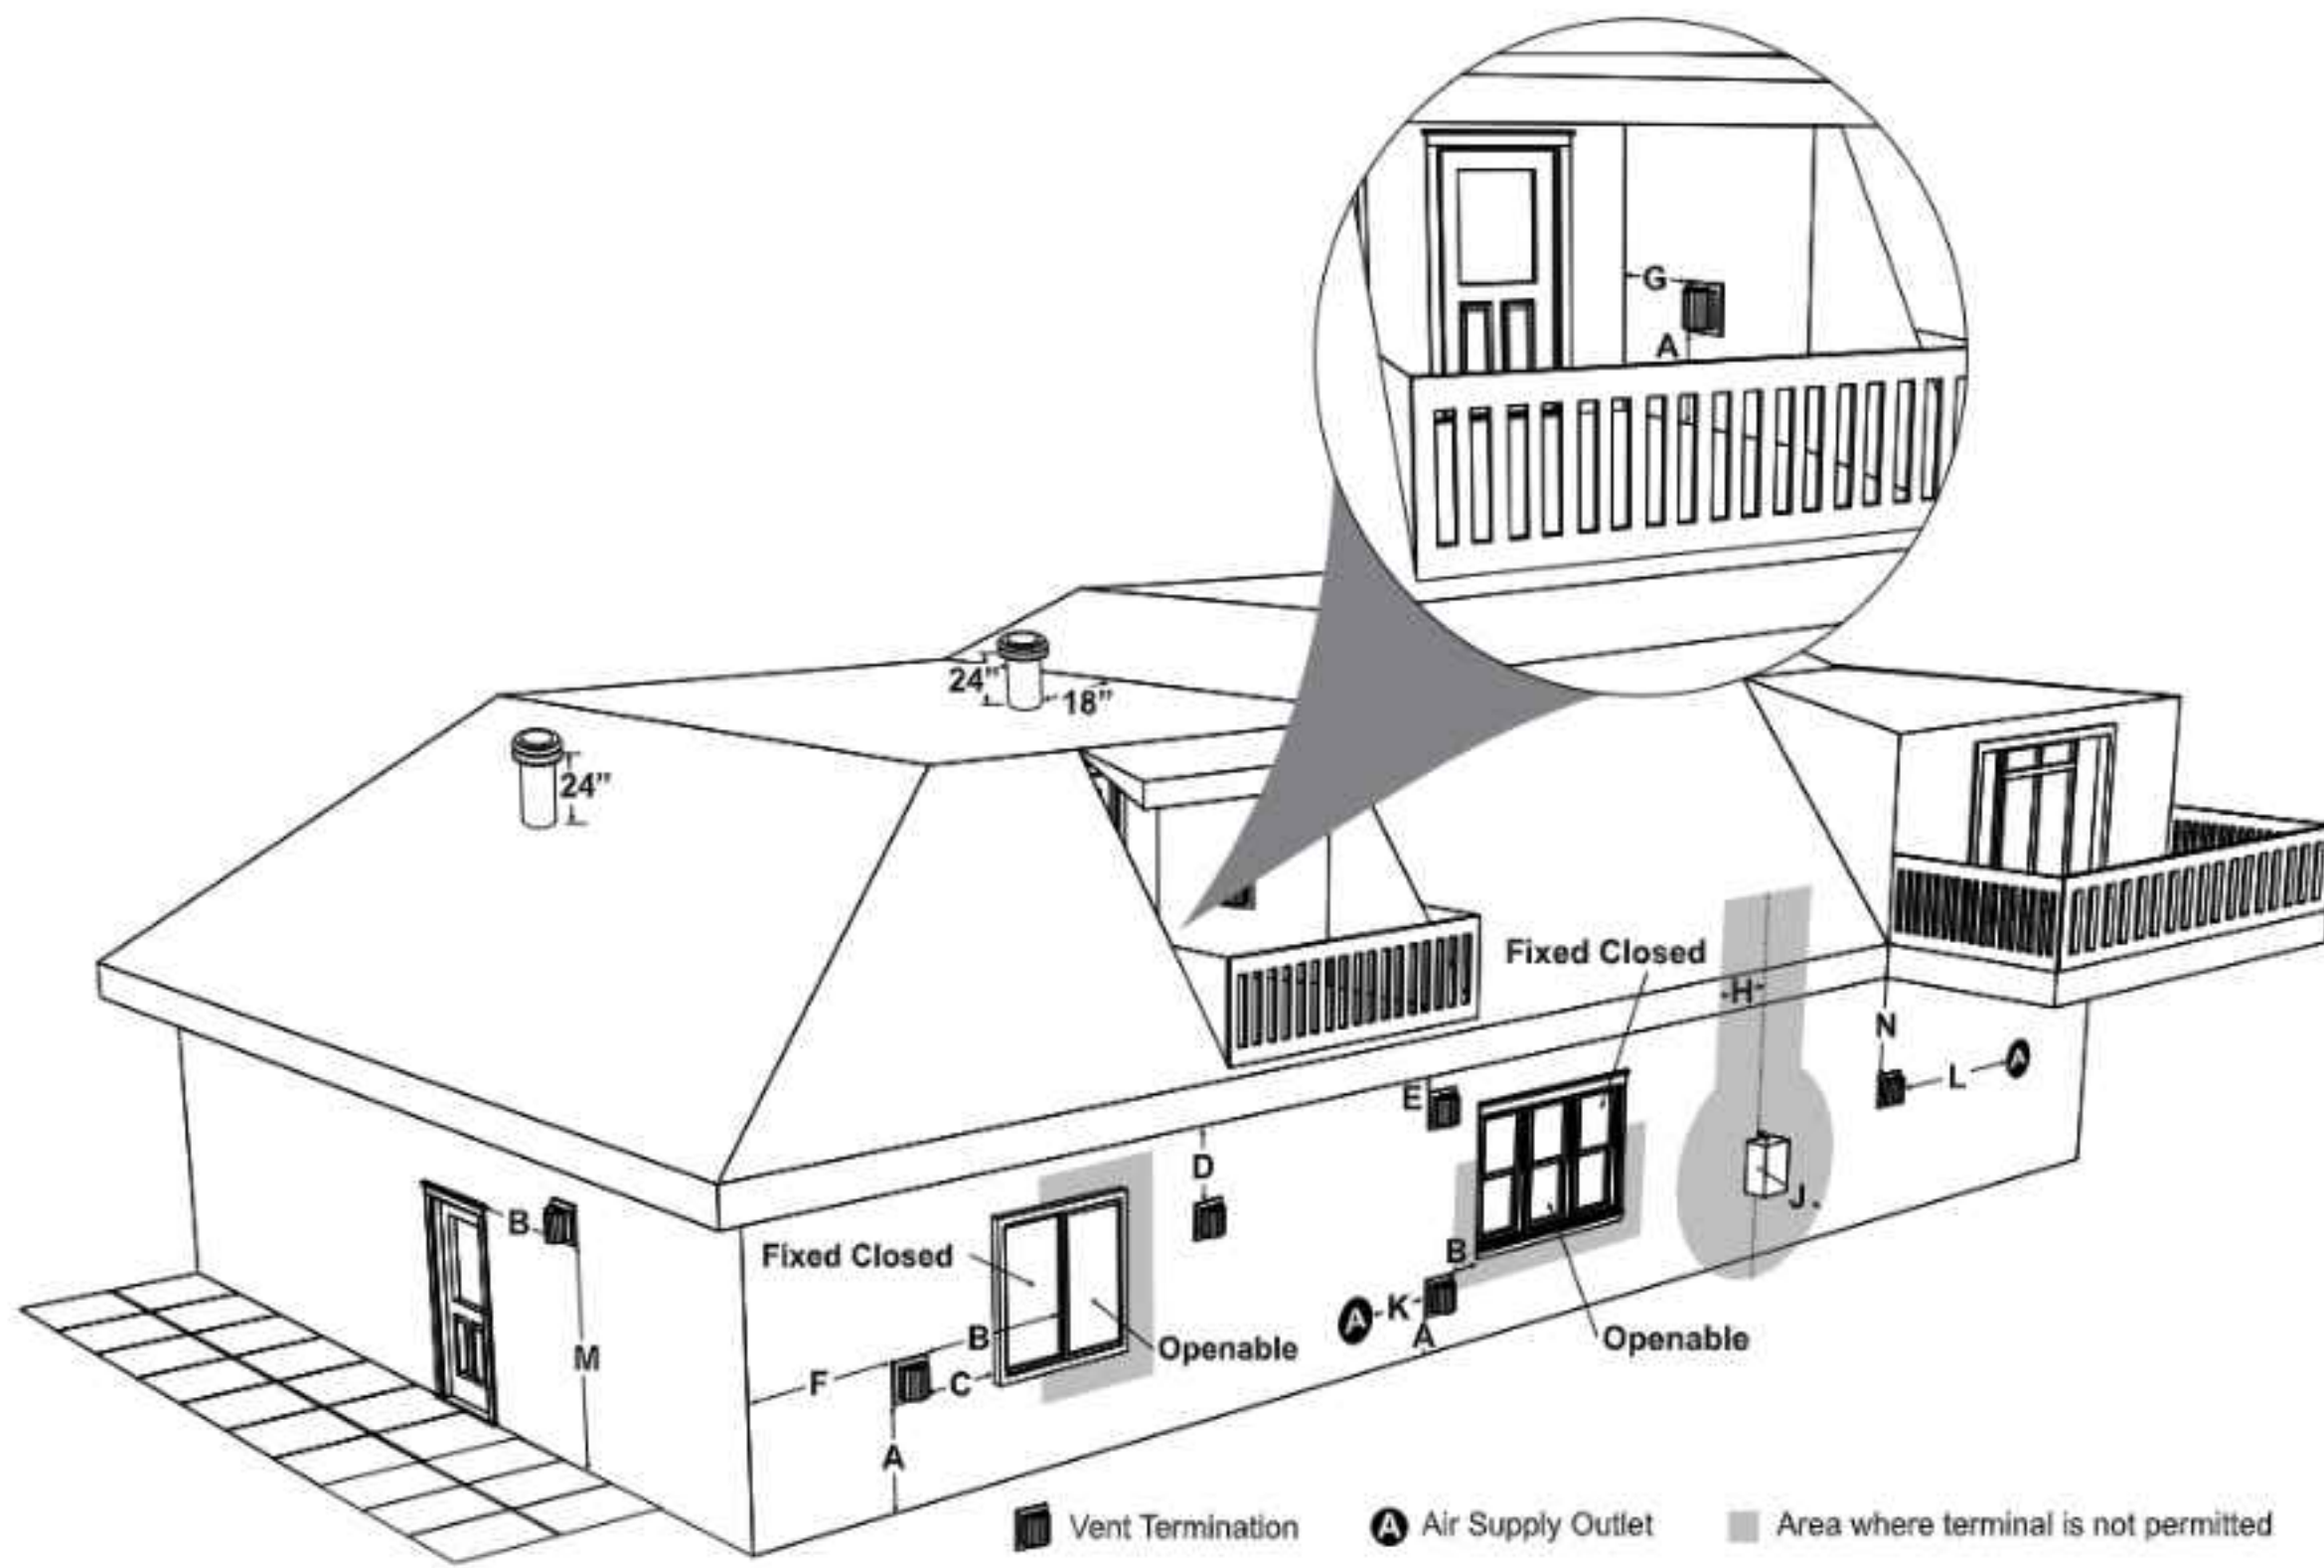 G
A
24”
18”
24”
Fixed Closed
H
N
L
A
E
D
B
Fixed Closed
B
A
K
A
Openable
B
Openable
M
F
C
A
Vent Termination
A Air Supply Outlet
Area where terminal is not permitted
J